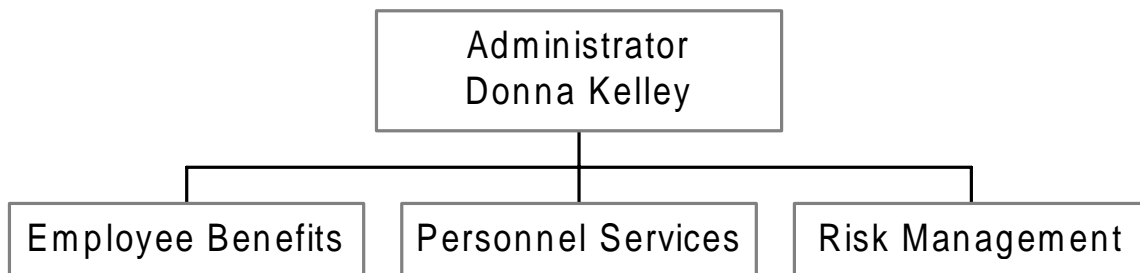 Administrator
Donna Kelley
Employee Benefits
Personnel Services
Risk Management